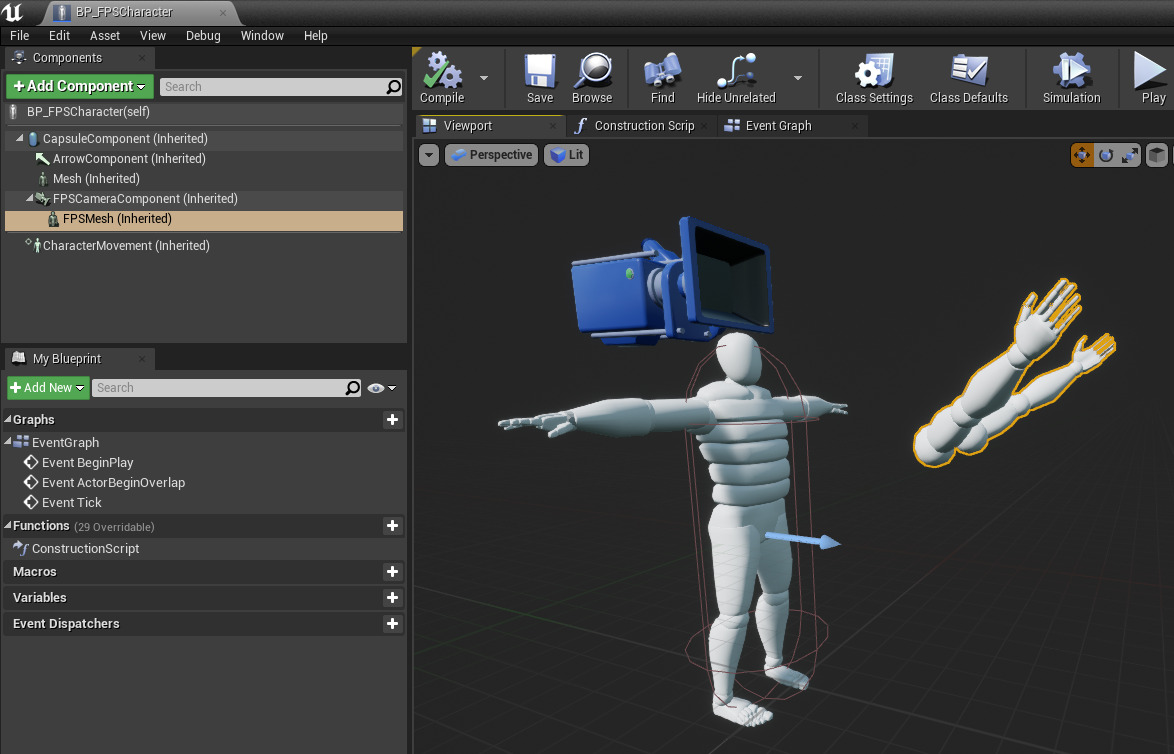 BP_FPSCharacter
File Edit Asset View Debug Window Help
Components
+Add Component
Search
BP_FPSCharacter(self)
CapsuleComponent (Inherited)
ArrowComponent (Inherited)
Mesh (Inherited)
FPSCameraComponent (Inherited)
FPSMesh (Inherited)
CharacterMovement (Inherited)
My Blueprint
+Add New
Search
Graphs
EventGraph
Event BeginPlay
Event ActorBeginOverlap
Event Tick
Functions (29 Overridable)
ConstructionScript
Macros
Variables
Event Dispatchers
Compile Save Browse Find Hide Unrelated Class Settings Class Defaults Simulation Play
Viewport Construction Scrip Event Graph
Perspective Lit